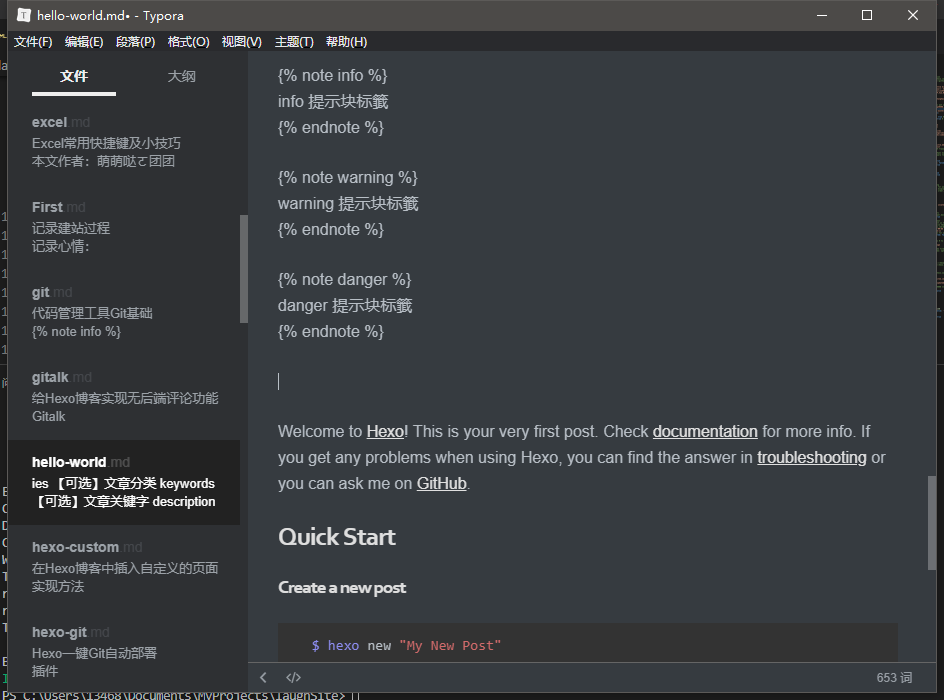 hello-world.md• - Typora
文件(F) 编辑(E) 段落(P) 格式(O) 视图(V) 主题(T) 帮助(H)
文件 大纲
excel.md
Excel常用快捷键及小技巧
本文作者：萌萌哒ご团团
First.md
记录建站过程
记录心情：
git.md
代码管理工具Git基础
{% note info %}
gitalk.md
给Hexo博客实现无后端评论功能
Gitalk
hello-world.md
ies 【可选】文章分类 keywords
【可选】文章关键字 description
hexo-custom.md
在Hexo博客中插入自定义的页面
实现方法
hexo-git.md
Hexo一键Git自动部署
插件
{% note info %}
info 提示块标籤
{% endnote %}
{% note warning %}
warning 提示块标籤
{% endnote %}
{% note danger %}
danger 提示块标籤
{% endnote %}
Welcome to Hexo! This is your very first post. Check documentation for more info. If
you get any problems when using Hexo, you can find the answer in troubleshooting or
you can ask me on GitHub.
Quick Start
Create a new post
$ hexo new "My New Post"
653 词